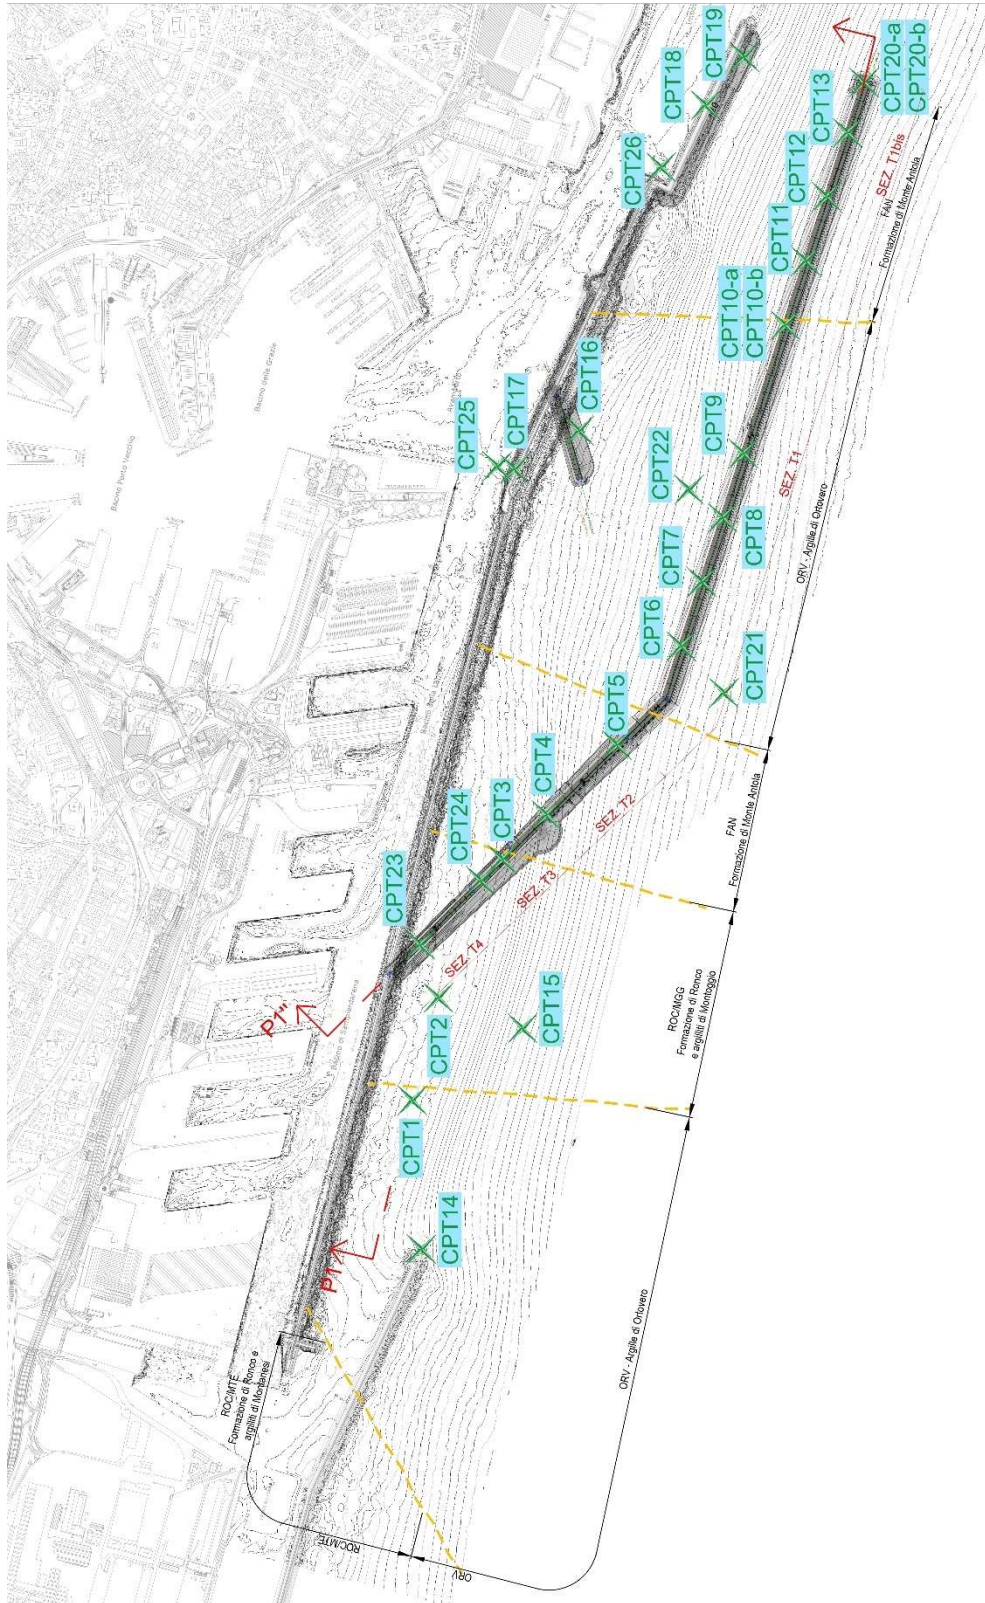 CPT19
CPT18
CPT26
CPT20-a
CPT20-b
CPT13
CPT12
CPT11
SEZ. T1bis
FAN
Formazione di Monte Antola
CPT10-a
CPT10-b
CPT16
CPT17
CPT25
CPT9
CPT22
CPT8
CPT7
CPT6
SEZ. T1
ORV - Argille di Ortovero
CPT21
CPT5
CPT4
CPT3
CPT24
CPT23
SEZ. T2
SEZ. T3
SEZ. T4
FAN
Formazione di Monte Antola
Bacino Porto Vecchio
Bacino delle Grazie
P1"
CPT2
CPT15
ROC/MGG
Formazione di Ronco
e argilliti di Montoggio
CPT1
P1
CPT14
ORV - Argille di Ortovero
ROC/MTE
Formazione di Ronco e
argilliti di Montanesi
ROC/MTE
ORV